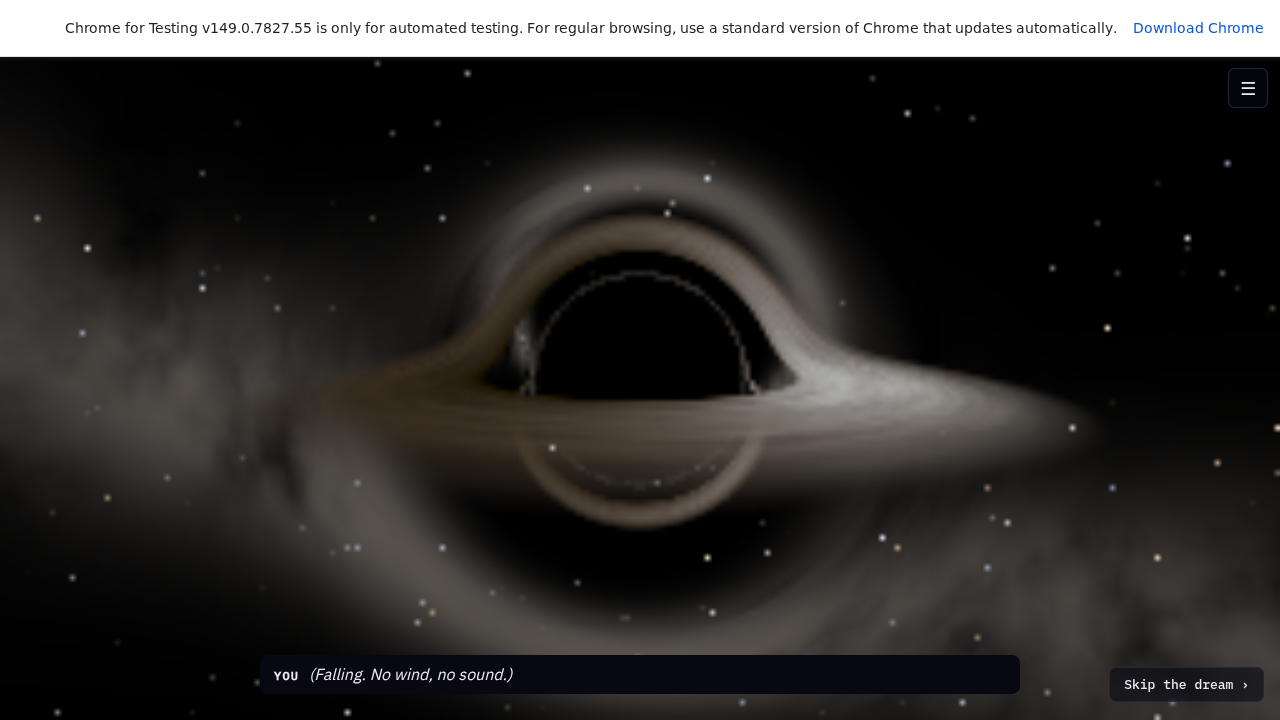 Chrome for Testing v149.0.7827.55 is only for automated testing. For regular browsing, use a standard version of Chrome that updates automatically. Download Chrome
☰
YOU (Falling. No wind, no sound.)
Skip the dream ›